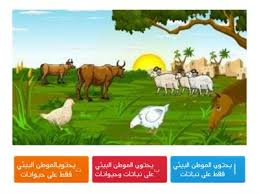 يحتوي الموطن البيئي
فقط على نباتات
يحتوي الموطن البيئي
على نباتات وحيوانات
يحتوي الموطن البيئي
فقط على حيوانات